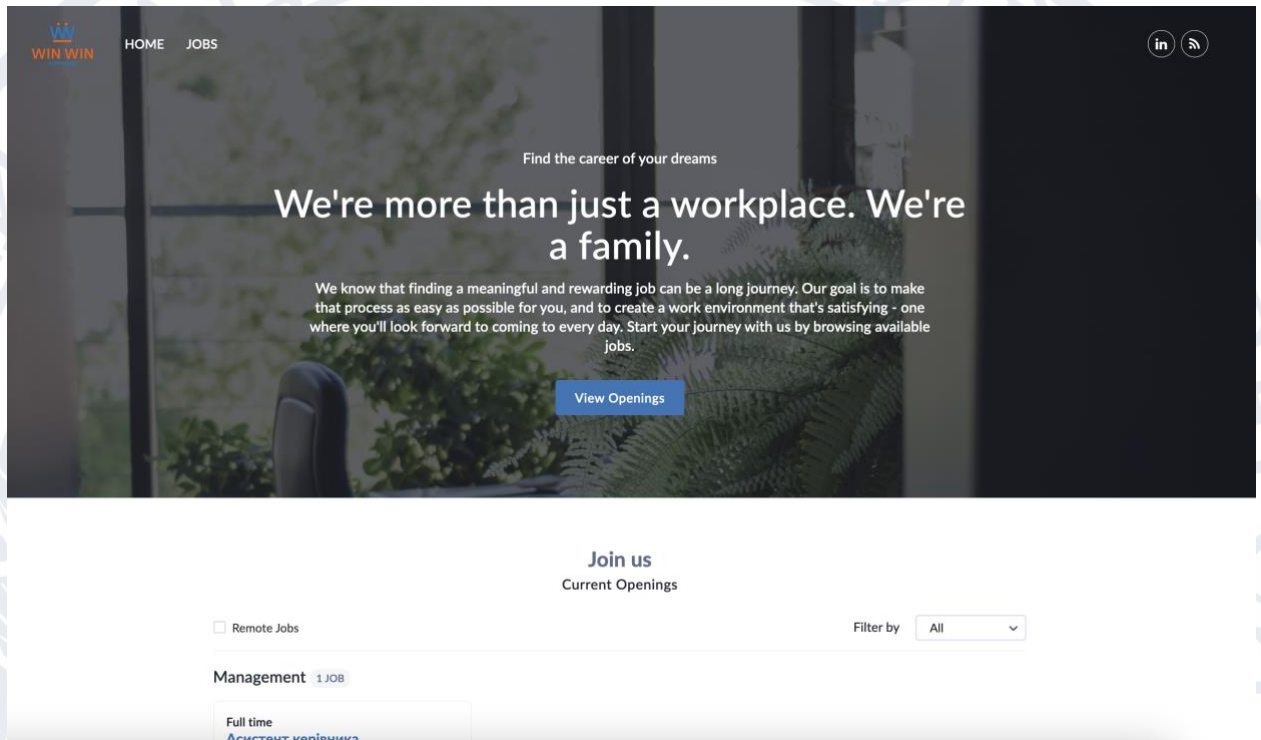 WIN WIN
HOME JOBS
in
Find the career of your dreams
We're more than just a workplace. We're
a family.
We know that finding a meaningful and rewarding job can be a long journey. Our goal is to make
that process as easy as possible for you, and to create a work environment that's satisfying - one
where you'll look forward to coming to every day. Start your journey with us by browsing available
jobs.
View Openings
Join us
Current Openings
Remote Jobs
Filter by All
Management 1 JOB
Full time
Асистент керівника